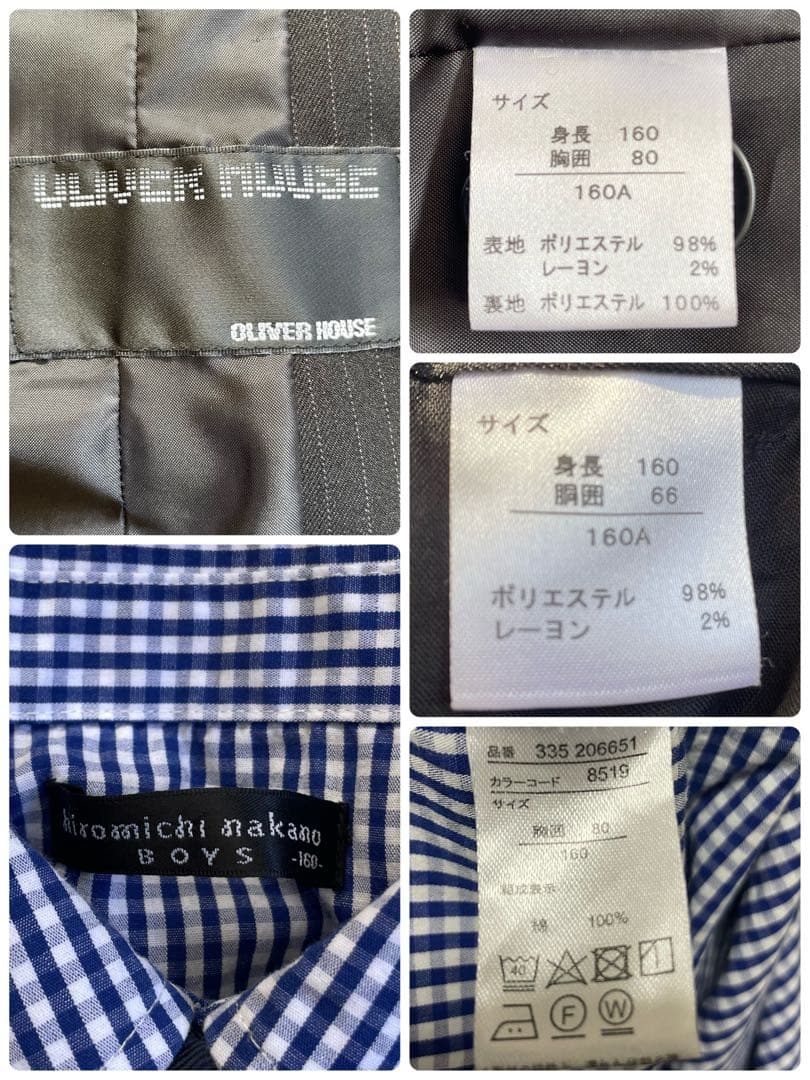 OLIVER HOUSE
OLIVER HOUSE
サイズ
身長 160
胸囲 80
160A
表地 ポリエステル 98%
レーヨン 2%
裏地 ポリエステル 100%
サイズ
身長 160
胴囲 66
160A
ポリエステル 98%
レーヨン 2%
hiromichi nakano
BOYS -160-
品番 335 206651
カラーコード 8519
サイズ
胸囲 80
160
組成表示
綿 100%
40
F
W